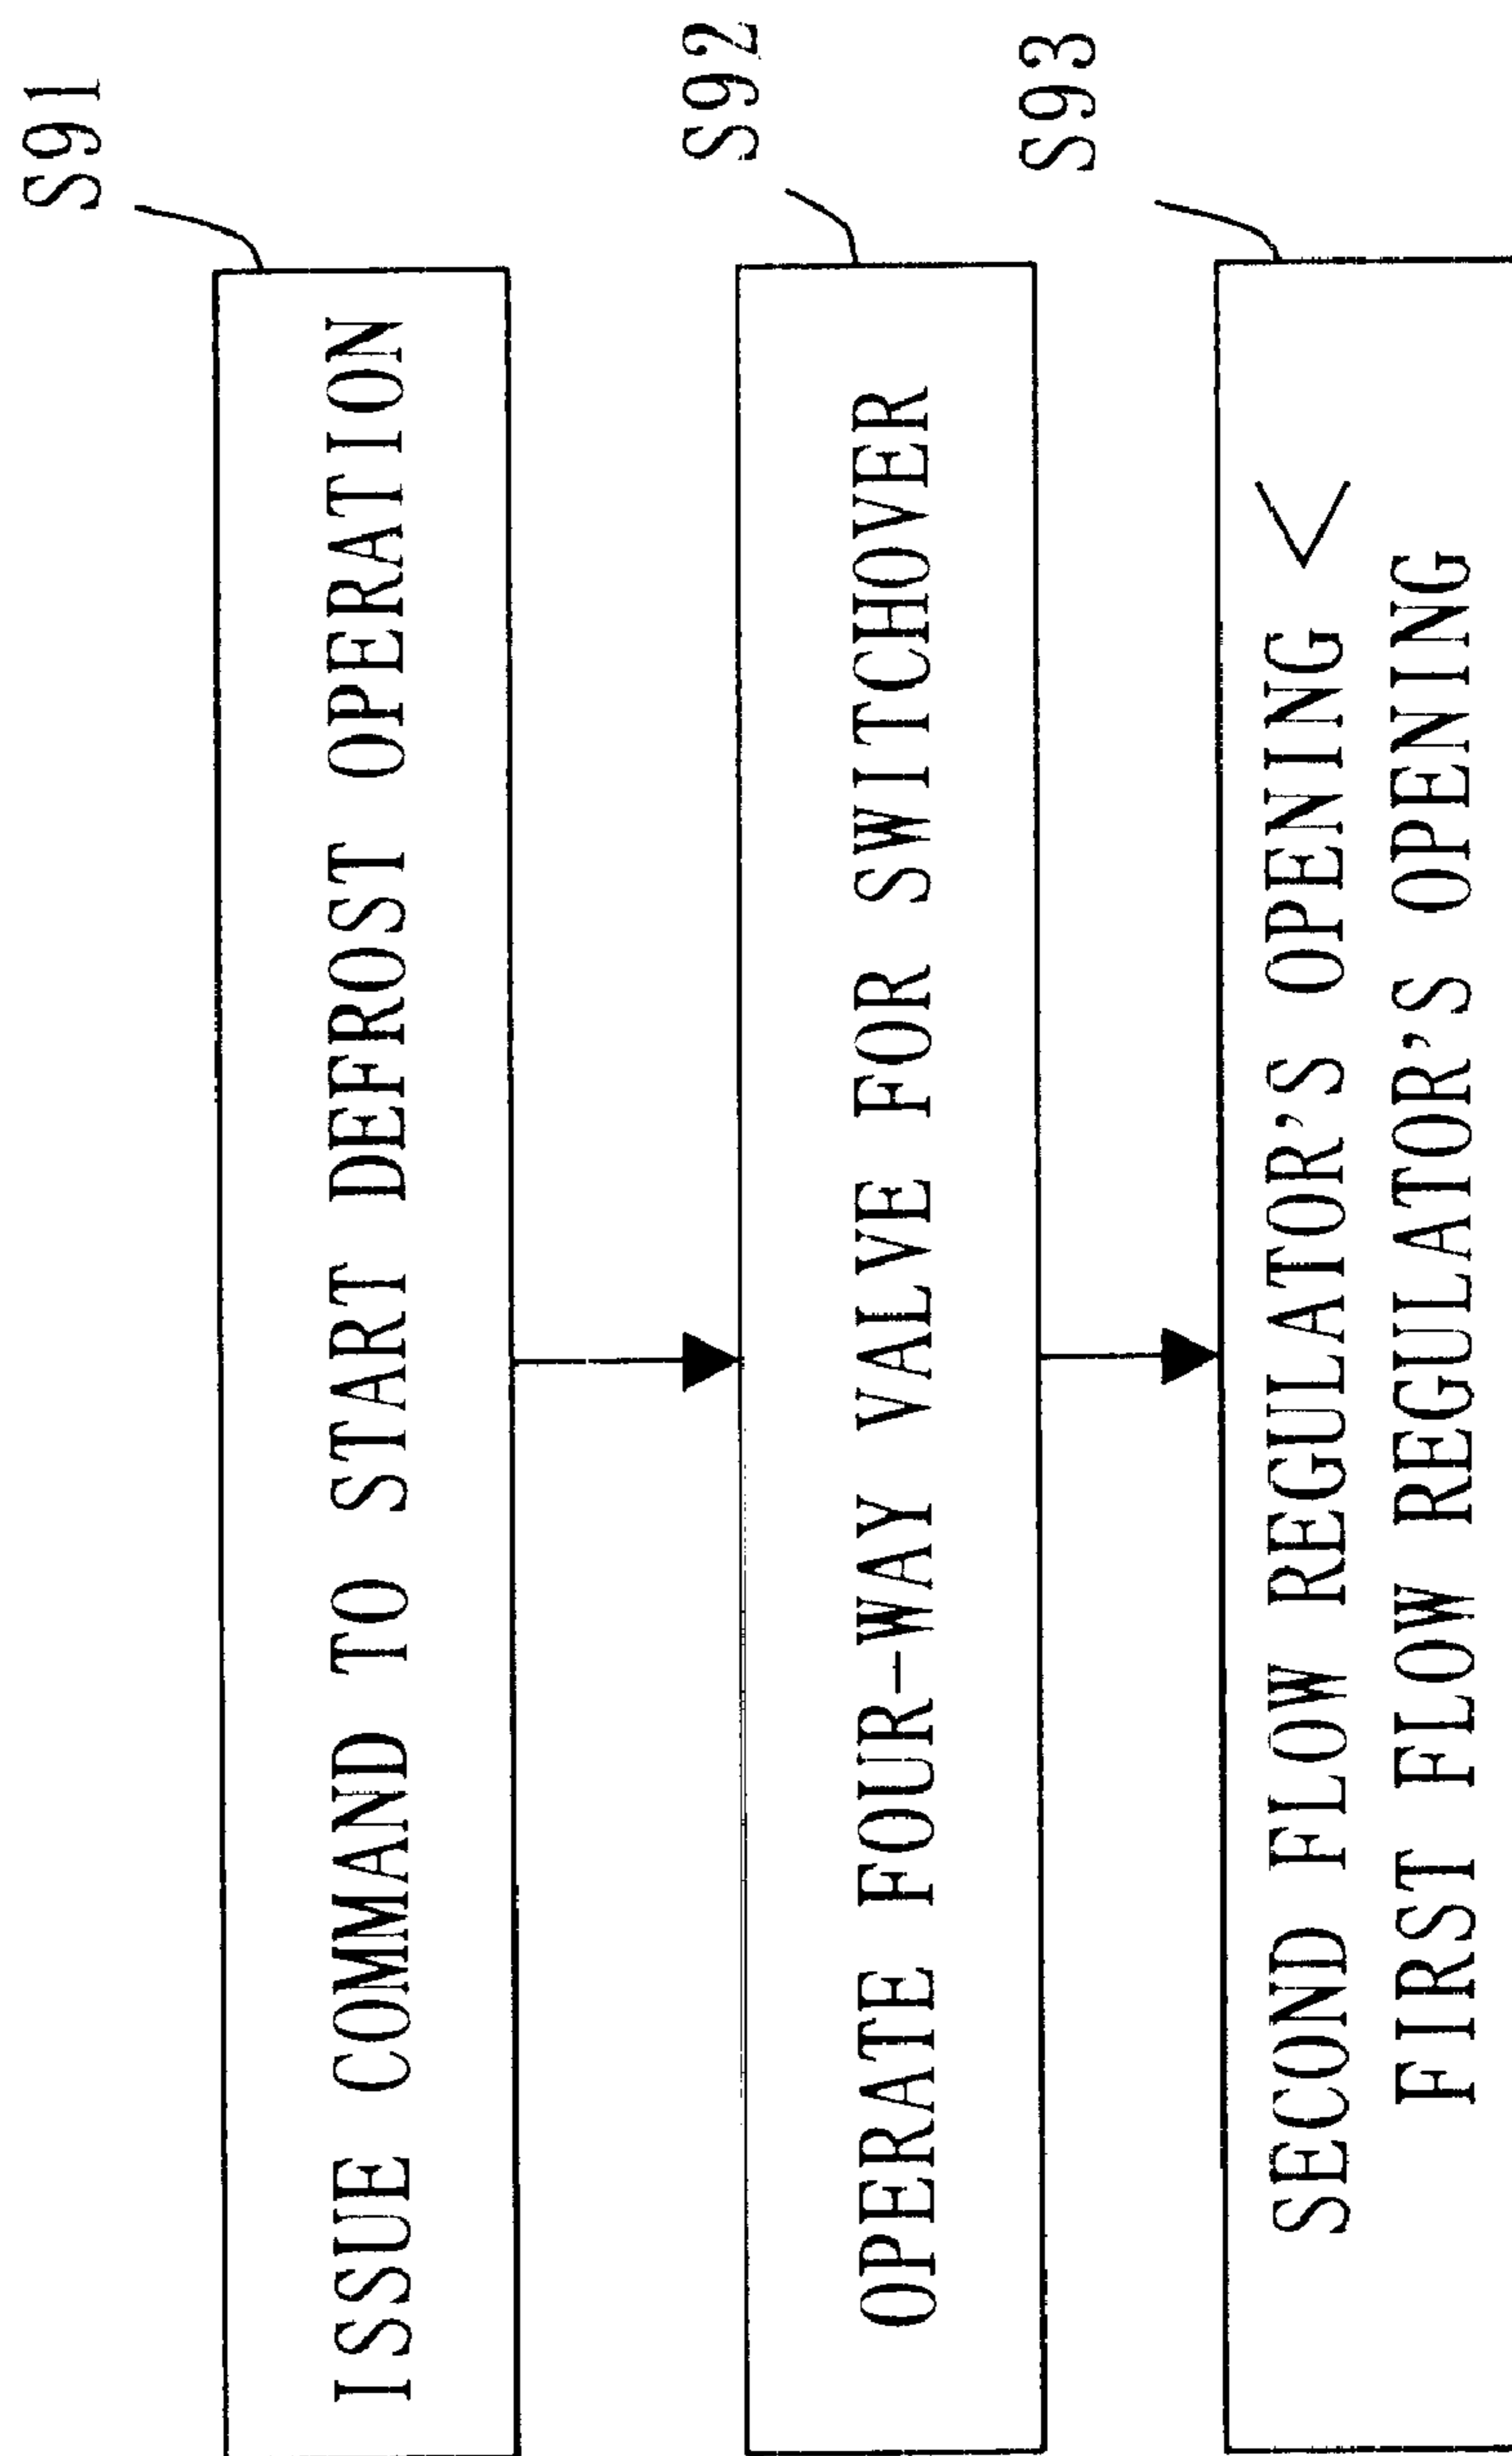 S91
ISSUE COMMAND TO START DEFROST OPERATION
S92
OPERATE FOUR-WAY VALVE FOR SWITCHOVER
S93
SECOND FLOW REGULATOR'S OPENING <
FIRST FLOW REGULATOR'S OPENING